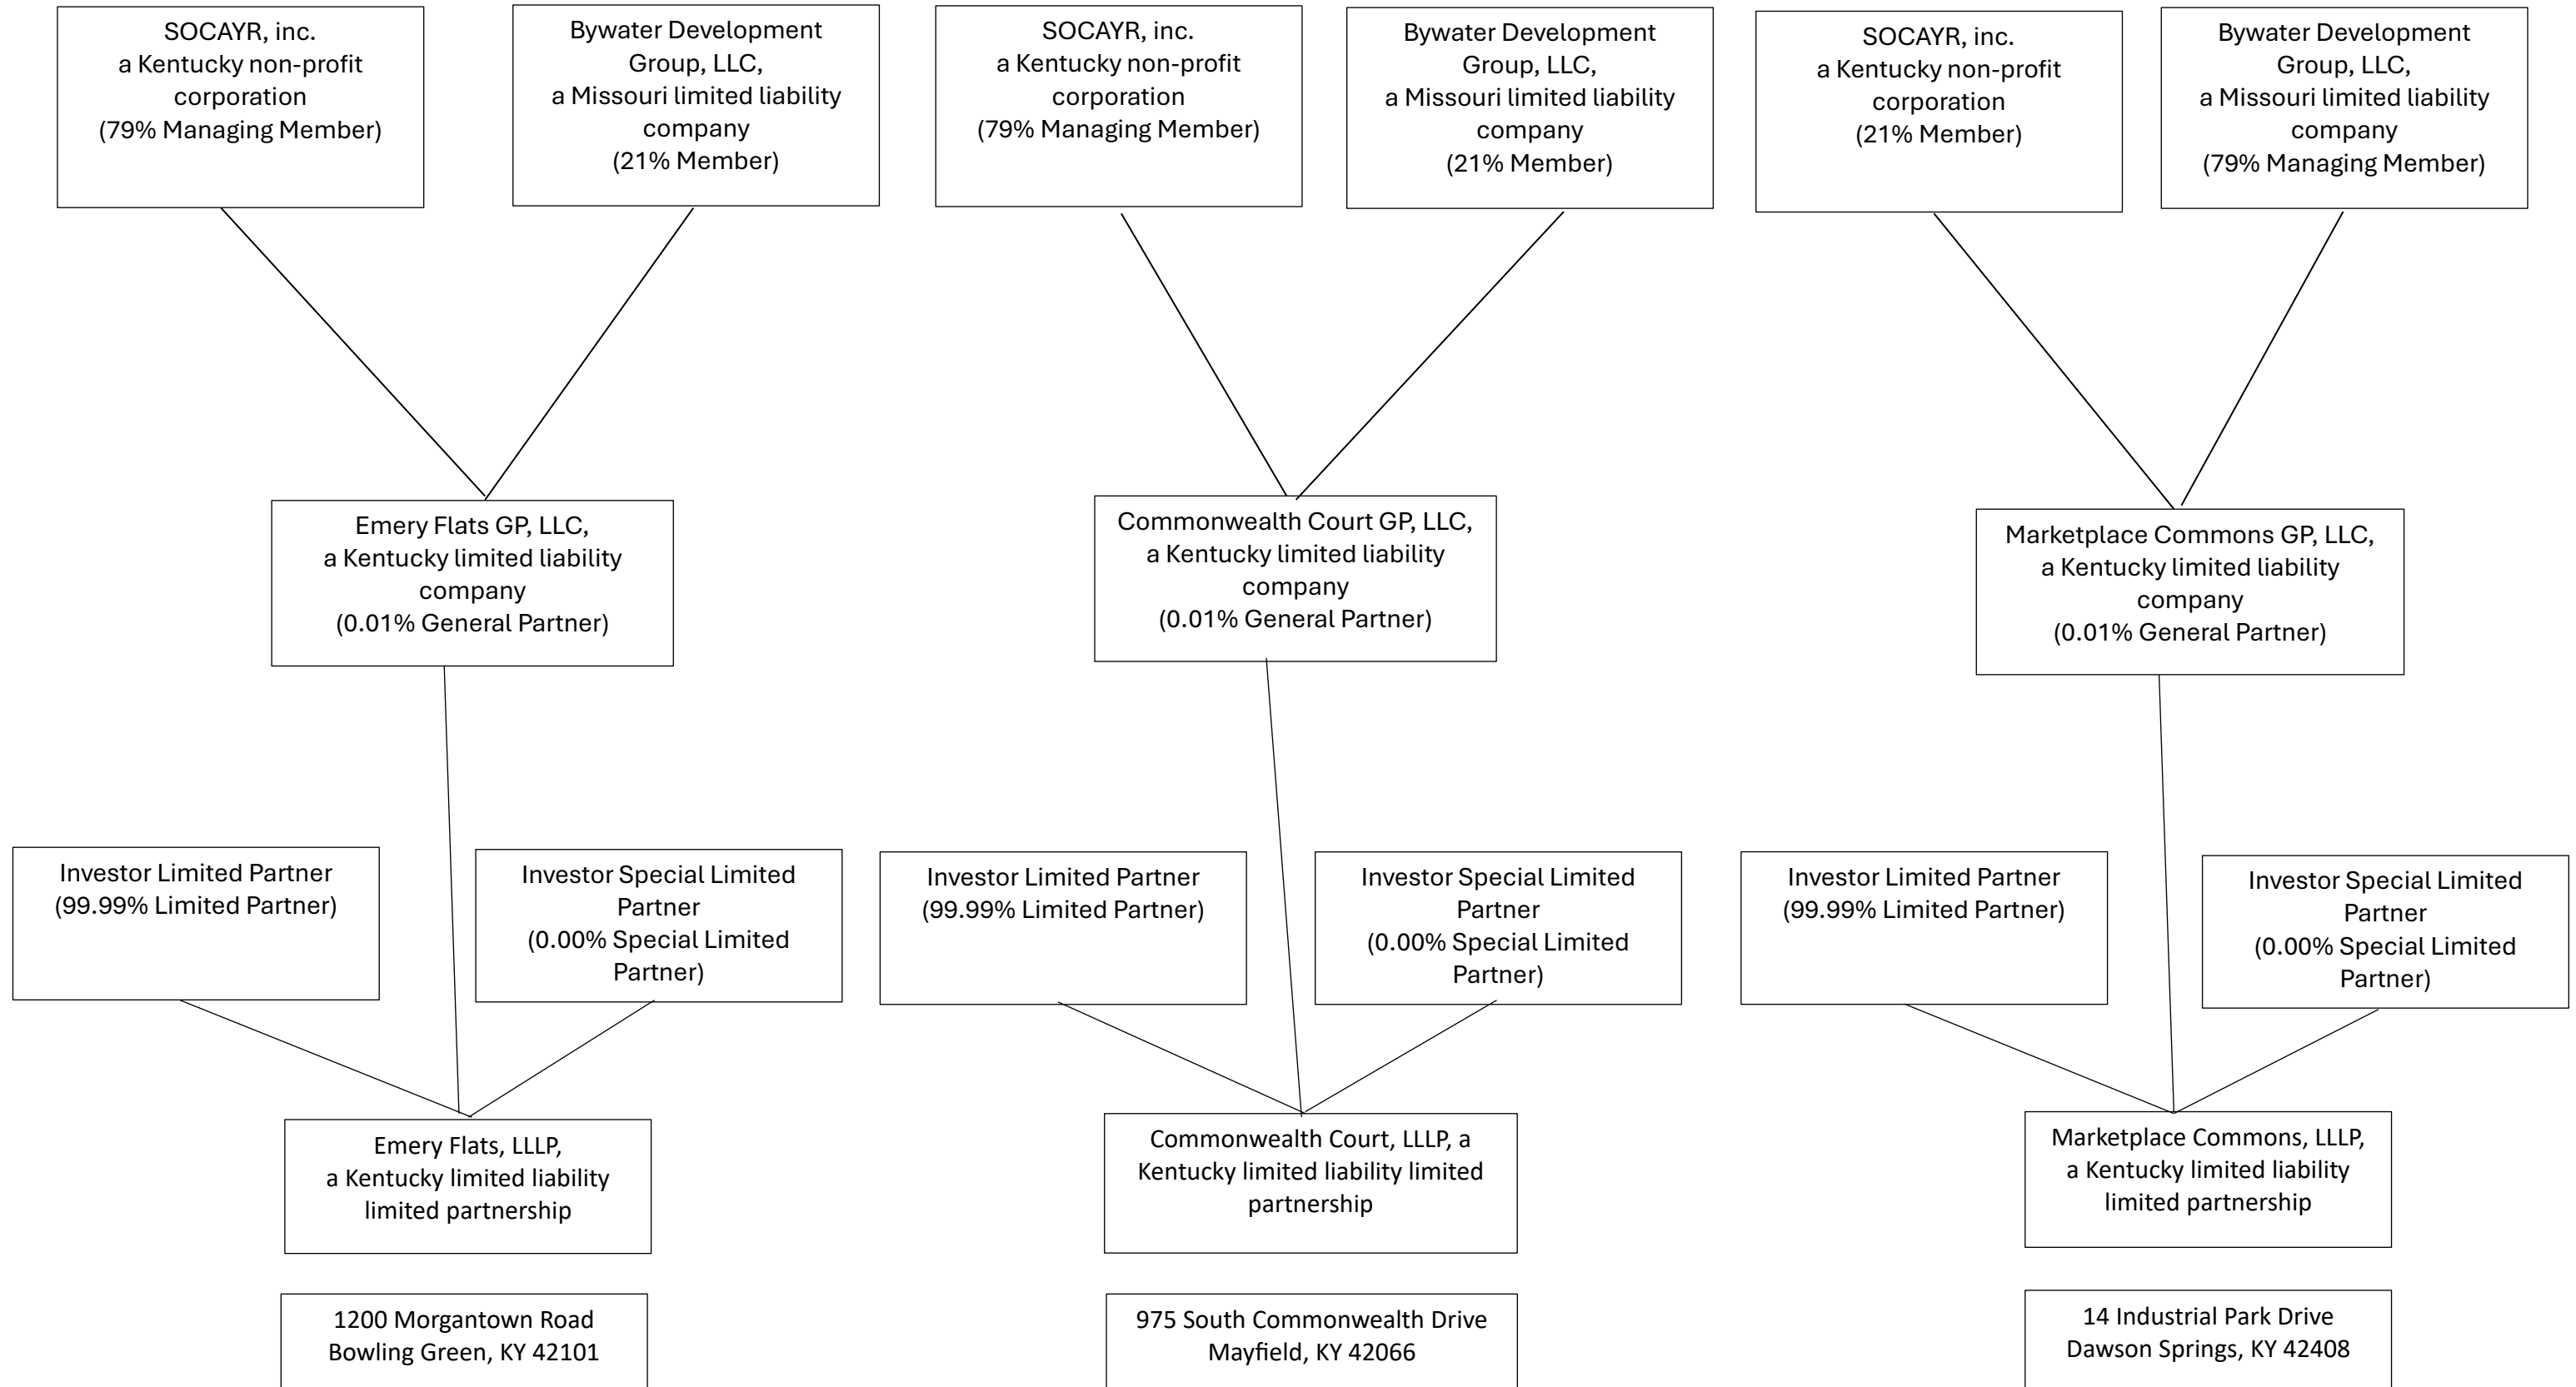 SOCAYR, inc.
a Kentucky non-profit
corporation
(79% Managing Member)
Bywater Development
Group, LLC,
a Missouri limited liability
company
(21% Member)
SOCAYR, inc.
a Kentucky non-profit
corporation
(79% Managing Member)
Bywater Development
Group, LLC,
a Missouri limited liability
company
(21% Member)
SOCAYR, inc.
a Kentucky non-profit
corporation
(21% Member)
Bywater Development
Group, LLC,
a Missouri limited liability
company
(79% Managing Member)
Emery Flats GP, LLC,
a Kentucky limited liability
company
(0.01% General Partner)
Commonwealth Court GP, LLC,
a Kentucky limited liability
company
(0.01% General Partner)
Marketplace Commons GP, LLC,
a Kentucky limited liability
company
(0.01% General Partner)
Investor Limited Partner
(99.99% Limited Partner)
Investor Special Limited
Partner
(0.00% Special Limited
Partner)
Investor Limited Partner
(99.99% Limited Partner)
Investor Special Limited
Partner
(0.00% Special Limited
Partner)
Investor Limited Partner
(99.99% Limited Partner)
Investor Special Limited
Partner
(0.00% Special Limited
Partner)
Emery Flats, LLLP,
a Kentucky limited liability
limited partnership
Commonwealth Court, LLLP, a
Kentucky limited liability limited
partnership
Marketplace Commons, LLLP,
a Kentucky limited liability
limited partnership
1200 Morgantown Road
Bowling Green, KY 42101
975 South Commonwealth Drive
Mayfield, KY 42066
14 Industrial Park Drive
Dawson Springs, KY 42408